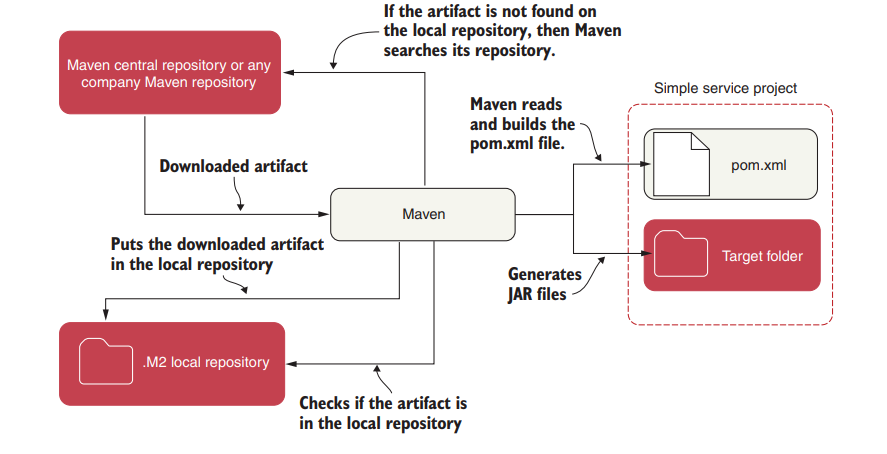 If the artifact is not found on
the local repository, then Maven
searches its repository.
Maven central repository or any
company Maven repository
Simple service project
Maven reads
and builds the
pom.xml file.
pom.xml
Downloaded artifact
Maven
Puts the downloaded artifact
in the local repository
Target folder
Generates
JAR files
.M2 local repository
Checks if the artifact is
in the local repository